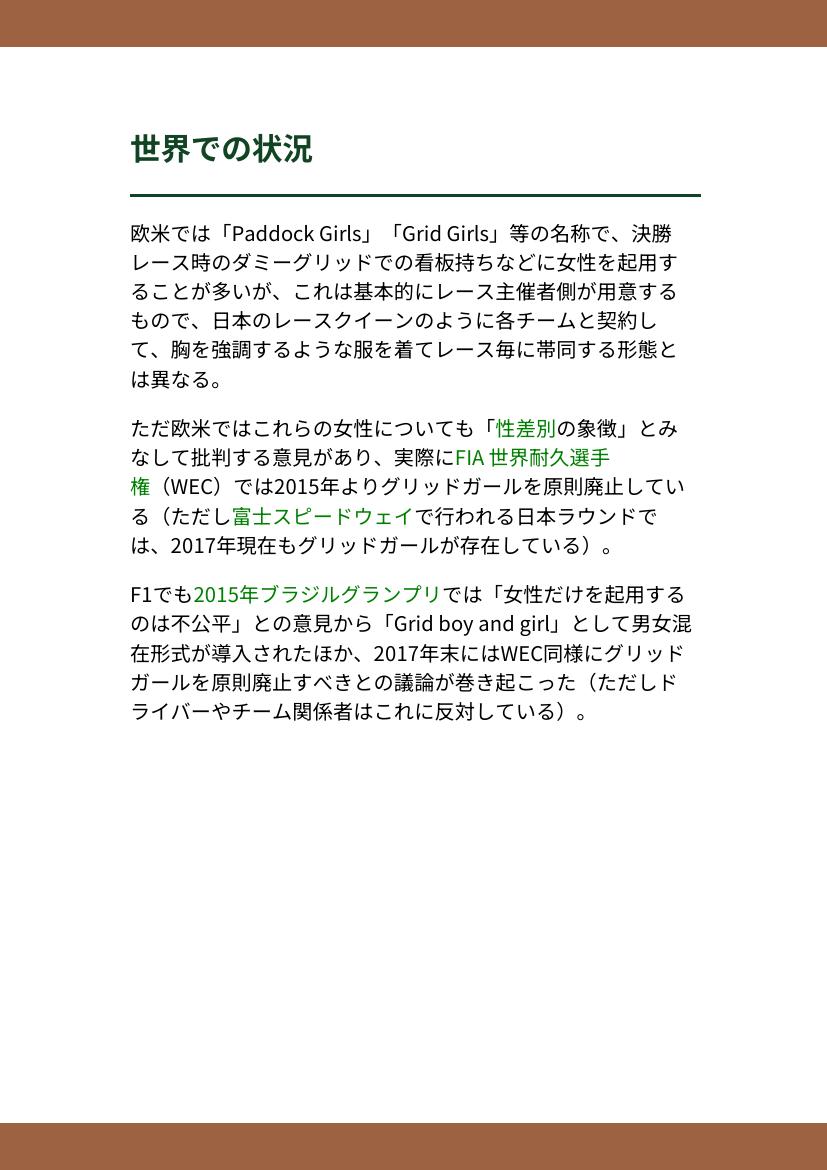 世界での状況
欧米では「Paddock Girls」「Grid Girls」等の名称で、決勝
レース時のダミーグリッドでの看板持ちなどに女性を起用す
ることが多いが、これは基本的にレース主催者側が用意する
もので、日本のレースクイーンのように各チームと契約し
て、胸を強調するような服を着てレース毎に帯同する形態と
は異なる。
ただ欧米ではこれらの女性についても「性差別の象徴」とみ
なして批判する意見があり、実際にFIA 世界耐久選手
権（WEC）では2015年よりグリッドガールを原則廃止してい
る（ただし富士スピードウェイで行われる日本ラウンドで
は、2017年現在もグリッドガールが存在している）。
F1でも2015年ブラジルグランプリでは「女性だけを起用する
のは不公平」との意見から「Grid boy and girl」として男女混
在形式が導入されたほか、2017年末にはWEC同様にグリッド
ガールを原則廃止すべきとの議論が巻き起こった（ただしド
ライバーやチーム関係者はこれに反対している）。